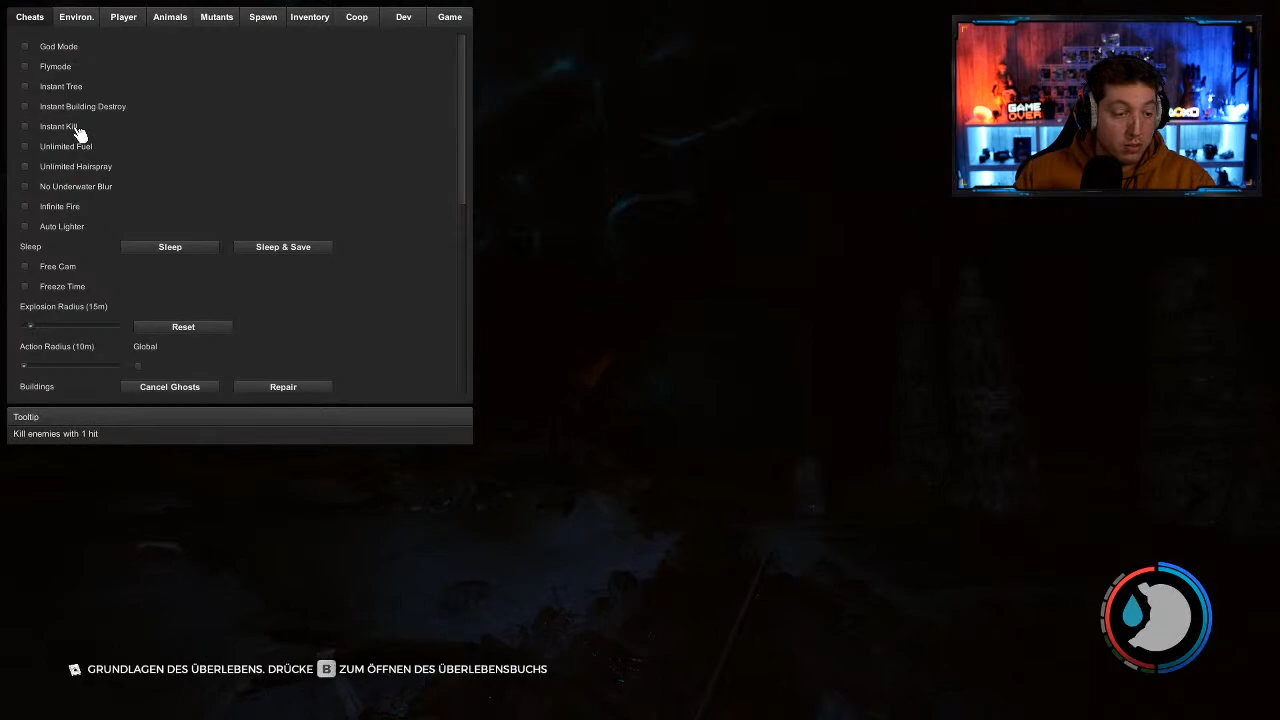 Cheats Environ. Player Animals Mutants Spawn Inventory Coop Dev Game
God Mode
Flymode
Instant Tree
Instant Building Destroy
Instant Kill
Unlimited Fuel
Unlimited Hairspray
No Underwater Blur
Infinite Fire
Auto Lighter
Sleep Sleep Sleep & Save
Free Cam
Freeze Time
Explosion Radius (15m)
Reset
Action Radius (10m) Global
Buildings Cancel Ghosts Repair
Tooltip
Kill enemies with 1 hit
GAME
OVER
GRUNDLAGEN DES ÜBERLEBENS. DRÜCKE B ZUM ÖFFNEN DES ÜBERLEBENSBUCHS